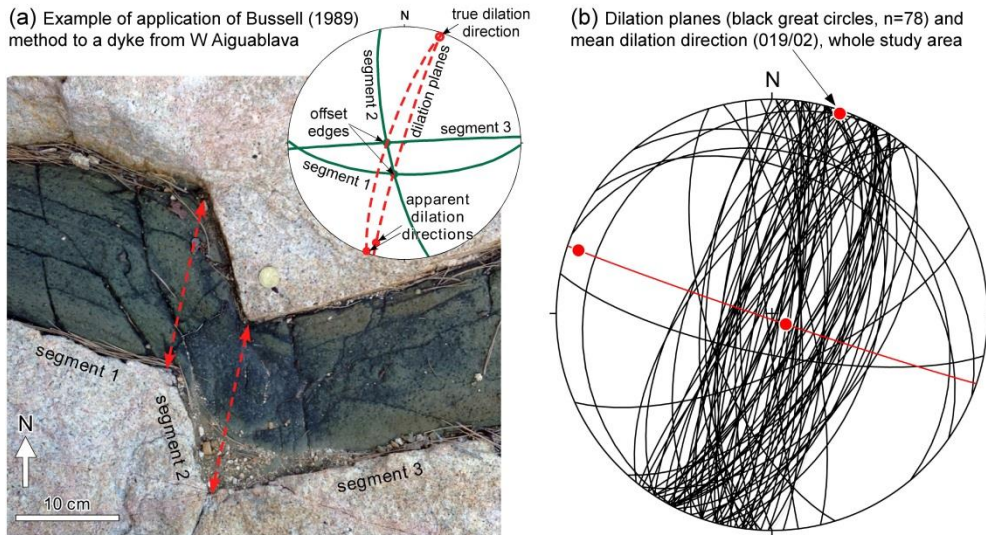 (a) Example of application of Bussell (1989)
method to a dyke from W Aiguablava
N
true dilation
direction
segment 2
dilation planes
offset
edges
segment 3
segment 1
apparent
dilation
directions
segment 1
segment 2
segment 3
N
10 cm
(b) Dilation planes (black great circles, n=78) and
mean dilation direction (019/02), whole study area
N